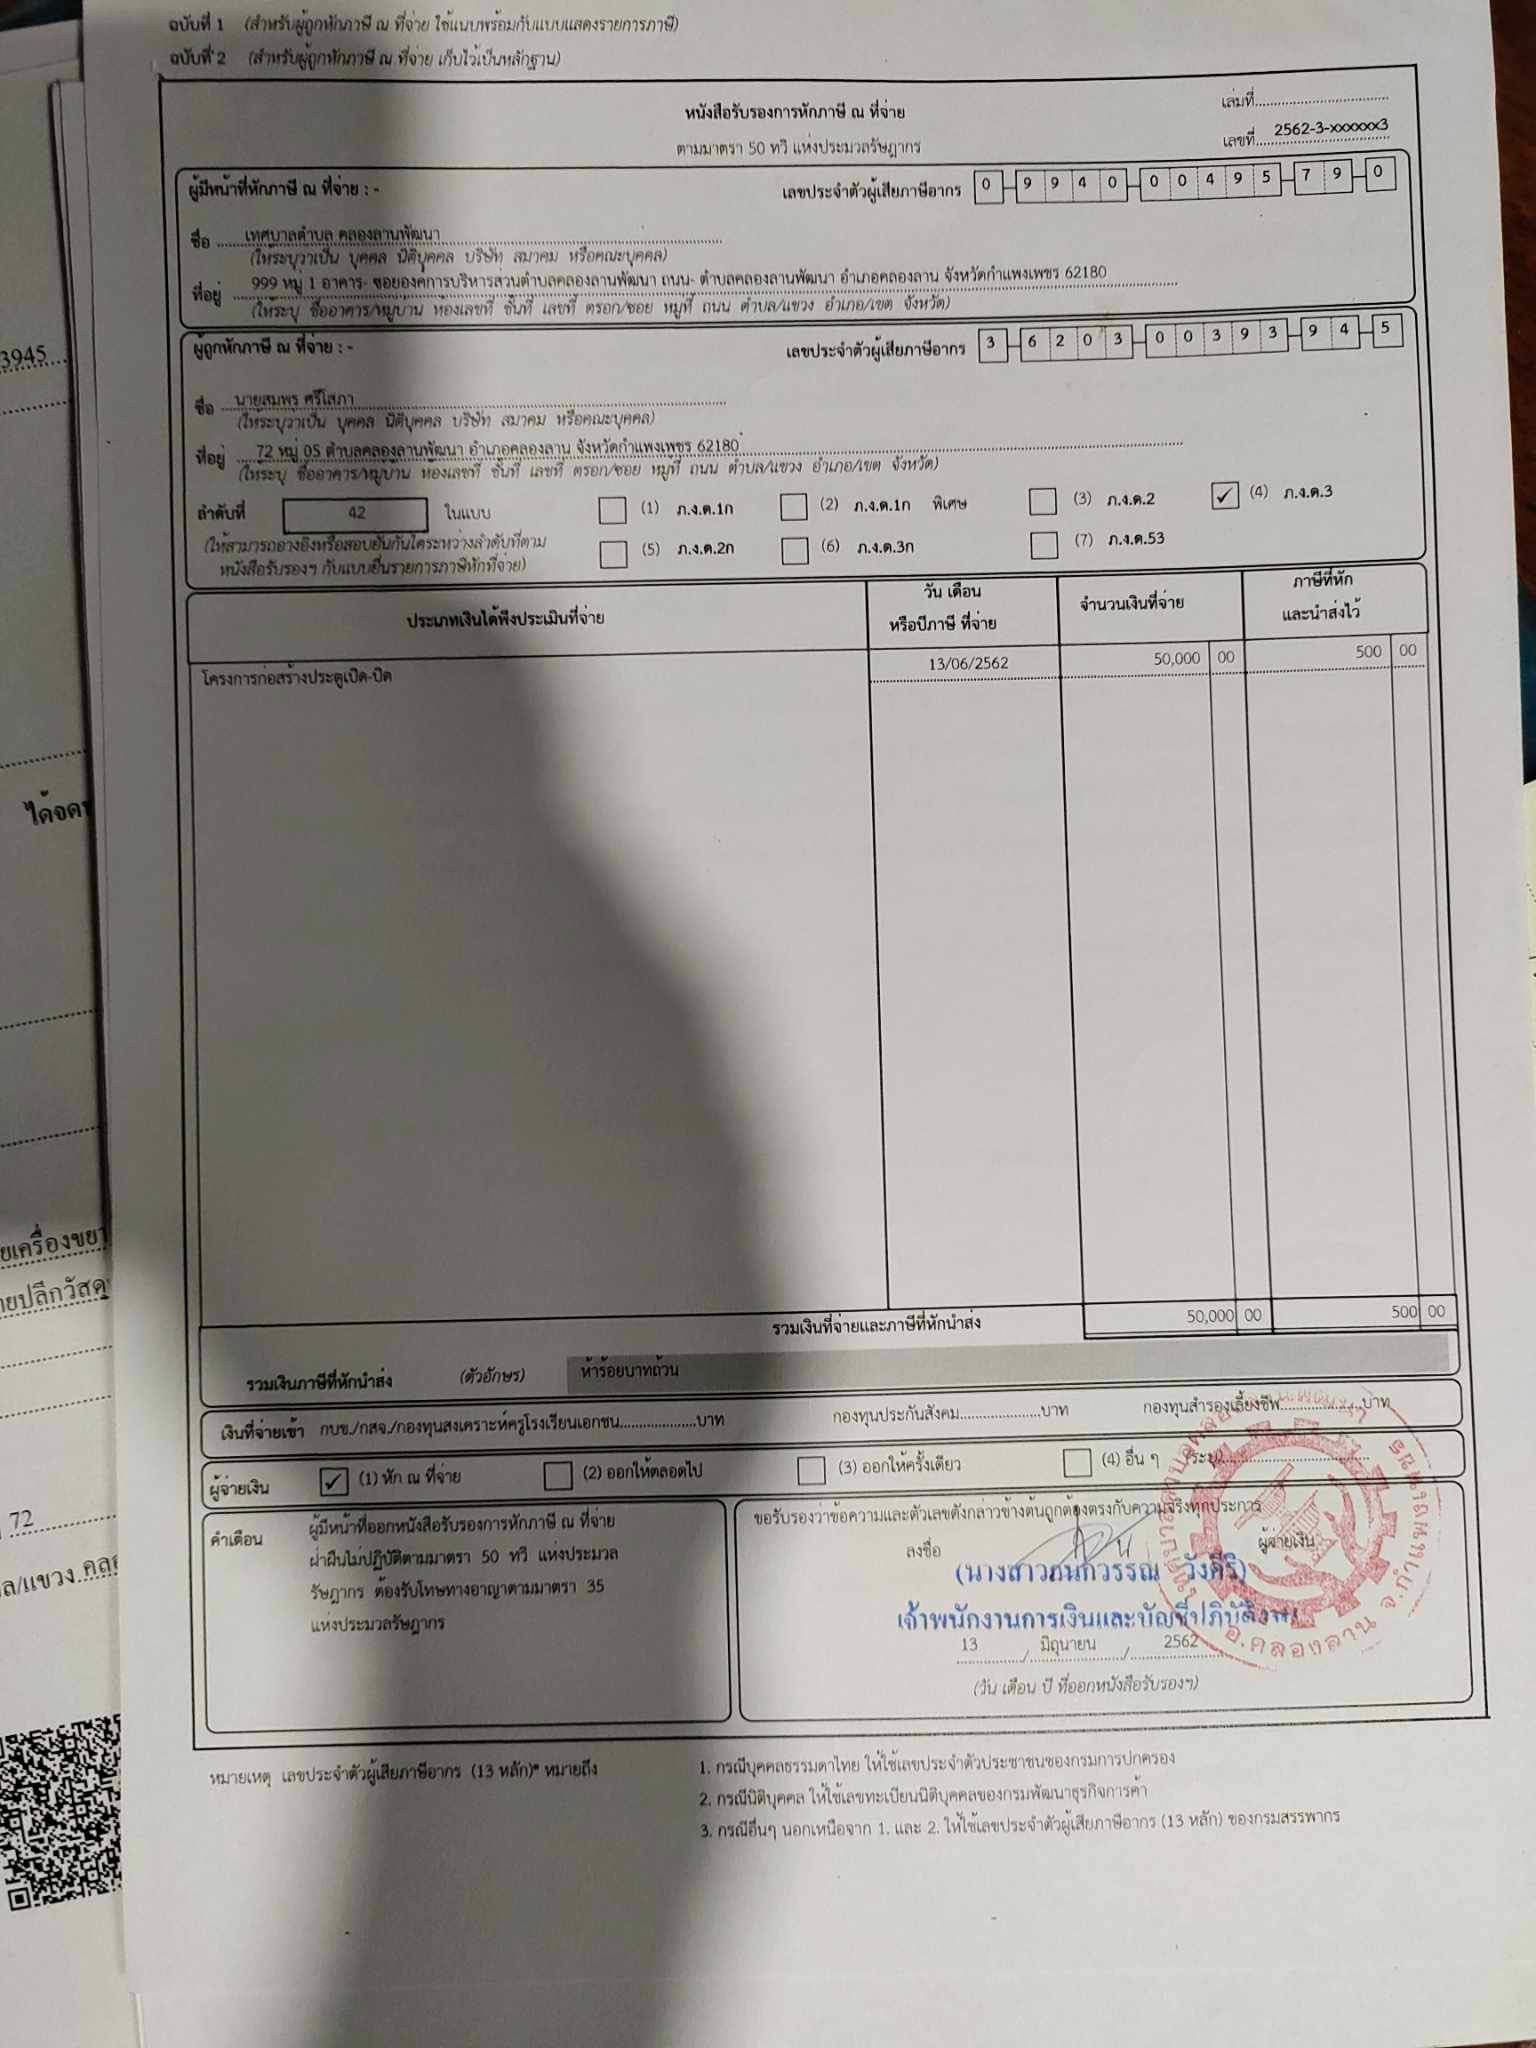 ฉบับที่ 1 (สำหรับผู้ถูกหักภาษี ณ ที่จ่าย ใช้แนบพร้อมกับแบบแสดงรายการภาษี)
ฉบับที่ 2 (สำหรับผู้ถูกหักภาษี ณ ที่จ่าย เก็บไว้เป็นหลักฐาน)
หนังสือรับรองการหักภาษี ณ ที่จ่าย
เล่มที่
ตามมาตรา 50 ทวิ แห่งประมวลรัษฎากร
เลขที่ 2562-3-xxxxxx3
ผู้มีหน้าที่หักภาษี ณ ที่จ่าย : -
เลขประจำตัวผู้เสียภาษีอากร 0 9940 00495 79 0
ชื่อ เทศบาลตำบล คลองลานพัฒนา
(ให้ระบุว่าเป็น บุคคล นิติบุคคล บริษัท สมาคม หรือคณะบุคคล)
ที่อยู่ 999 หมู่ 1 อาคาร- ซอยองค์การบริหารส่วนตำบลคลองลานพัฒนา ถนน- ตำบลคลองลานพัฒนา อำเภอคลองลาน จังหวัดกำแพงเพชร 62180
(ให้ระบุ ชื่ออาคาร/หมู่บ้าน ห้องเลขที่ ชั้นที่ เลขที่ ตรอก/ซอย หมู่ที่ ถนน ตำบล/แขวง อำเภอ/เขต จังหวัด)
ผู้ถูกหักภาษี ณ ที่จ่าย : -
เลขประจำตัวผู้เสียภาษีอากร 3 6203 00393 94 5
ชื่อ นายสมพร ศรีโสภา
(ให้ระบุว่าเป็น บุคคล นิติบุคคล บริษัท สมาคม หรือคณะบุคคล)
ที่อยู่ 72 หมู่ 05 ตำบลคลองลานพัฒนา อำเภอคลองลาน จังหวัดกำแพงเพชร 62180
(ให้ระบุ ชื่ออาคาร/หมู่บ้าน ห้องเลขที่ ชั้นที่ เลขที่ ตรอก/ซอย หมู่ที่ ถนน ตำบล/แขวง อำเภอ/เขต จังหวัด)
ลำดับที่ 42 ในแบบ (1) ภ.ง.ด.1ก (2) ภ.ง.ด.1ก พิเศษ (3) ภ.ง.ด.2 ✓ (4) ภ.ง.ด.3
(ให้สามารถอ้างอิงหรือสอบยันกันได้ระหว่างลำดับที่ตาม
หนังสือรับรองฯ กับแบบยื่นรายการภาษีหักที่จ่าย)
(5) ภ.ง.ด.2ก (6) ภ.ง.ด.3ก (7) ภ.ง.ด.53
ประเภทเงินได้พึงประเมินที่จ่าย
วัน เดือน
หรือปีภาษี ที่จ่าย
จำนวนเงินที่จ่าย
ภาษีที่หัก
และนำส่งไว้
โครงการก่อสร้างประตูเปิด-ปิด 13/06/2562 50,000 00 500 00
รวมเงินที่จ่ายและภาษีที่หักนำส่ง 50,000 00 500 00
รวมเงินภาษีที่หักนำส่ง (ตัวอักษร) ห้าร้อยบาทถ้วน
เงินที่จ่ายเข้า กบข./กสจ./กองทุนสงเคราะห์ครูโรงเรียนเอกชน....................บาท กองทุนประกันสังคม.....................บาท กองทุนสำรองเลี้ยงชีพ......................บาท
ผู้จ่ายเงิน ✓ (1) หัก ณ ที่จ่าย (2) ออกให้ตลอดไป (3) ออกให้ครั้งเดียว (4) อื่น ๆ (ระบุ)
คำเตือน ผู้มีหน้าที่ออกหนังสือรับรองการหักภาษี ณ ที่จ่าย
ฝ่าฝืนไม่ปฏิบัติตามมาตรา 50 ทวิ แห่งประมวล
รัษฎากร ต้องรับโทษทางอาญาตามมาตรา 35
แห่งประมวลรัษฎากร
ขอรับรองว่าข้อความและตัวเลขดังกล่าวข้างต้นถูกต้องตรงกับความจริงทุกประการ
ลงชื่อ ผู้จ่ายเงิน
(นางสาวกนกวรรณ วังคีรี)
เจ้าพนักงานการเงินและบัญชีปฏิบัติงาน
13 / มิถุนายน / 2562
(วัน เดือน ปี ที่ออกหนังสือรับรองฯ)
อ.คลองลาน จ.กำแพงเพชร
หมายเหตุ เลขประจำตัวผู้เสียภาษีอากร (13 หลัก)* หมายถึง
1. กรณีบุคคลธรรมดาไทย ให้ใช้เลขประจำตัวประชาชนของกรมการปกครอง
2. กรณีนิติบุคคล ให้ใช้เลขทะเบียนนิติบุคคลของกรมพัฒนาธุรกิจการค้า
3. กรณีอื่นๆ นอกเหนือจาก 1. และ 2. ให้ใช้เลขประจำตัวผู้เสียภาษีอากร (13 หลัก) ของกรมสรรพากร
3945
72